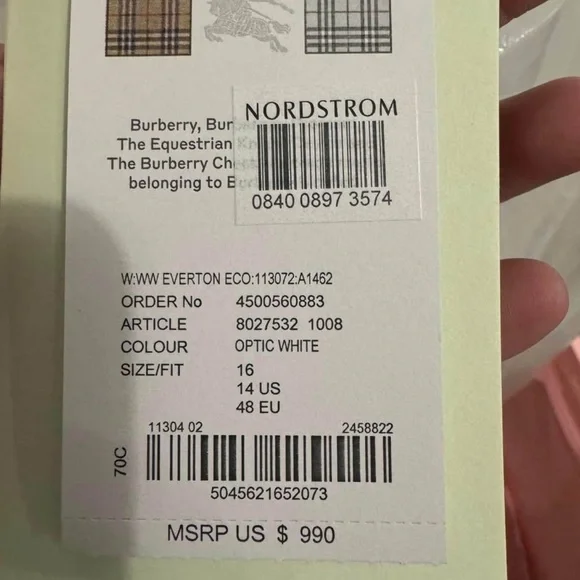 NORDSTROM
0840 0897 3574
Burberry,
The Equestrian
The Burberry
belonging to
W:WW EVERTON ECO:113072:A1462
ORDER No 4500560883
ARTICLE 8027532 1008
COLOUR OPTIC WHITE
SIZE/FIT 16
14 US
48 EU
11304 02 2458822
70C
5045621652073
MSRP US $ 990